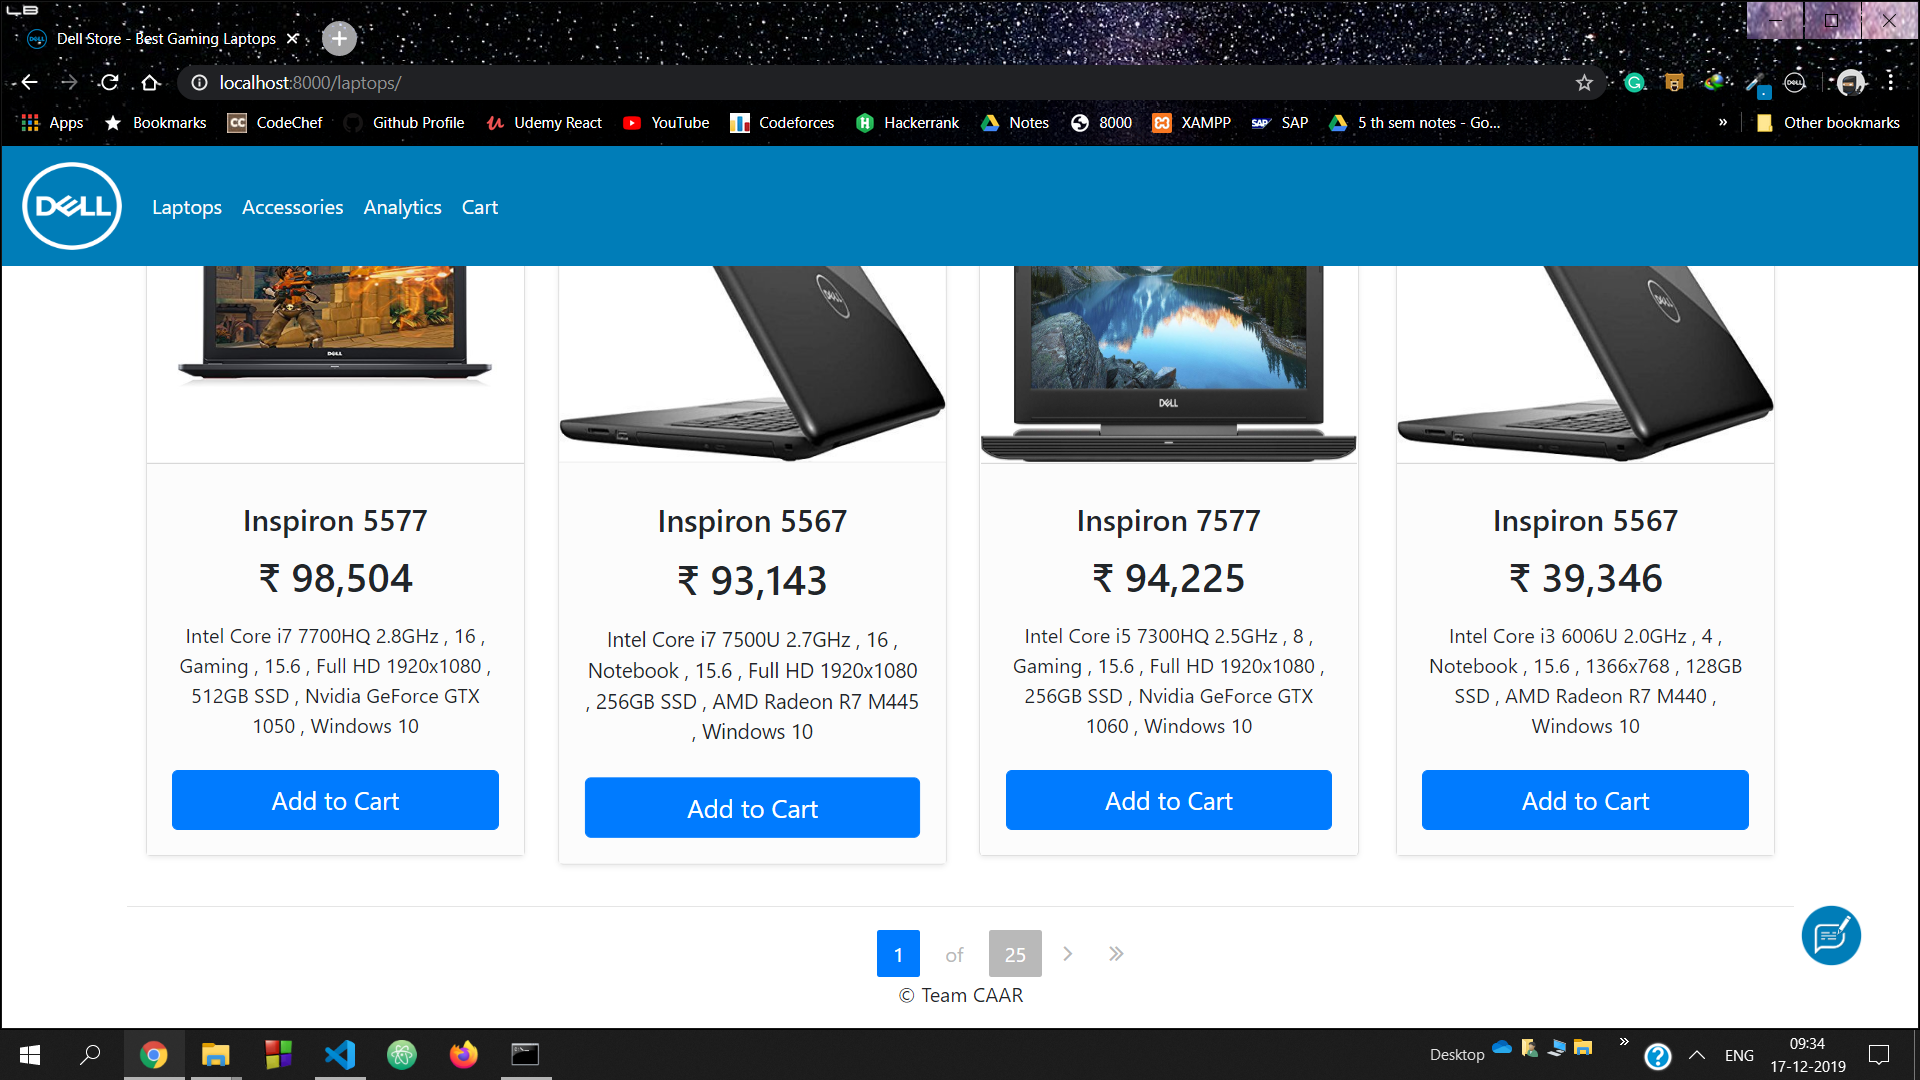 LB
Dell Store - Best Gaming Laptops
localhost:8000/laptops/
Apps Bookmarks CC CodeChef Github Profile Udemy React YouTube Codeforces Hackerrank Notes 8000 XAMPP SAP SAP 5 th sem notes - Go... » Other bookmarks
DELL Laptops Accessories Analytics Cart
DELL
DELL
DELL
DELL
Inspiron 5577
₹ 98,504
Intel Core i7 7700HQ 2.8GHz , 16 ,
Gaming , 15.6 , Full HD 1920x1080 ,
512GB SSD , Nvidia GeForce GTX
1050 , Windows 10
Add to Cart
Inspiron 5567
₹ 93,143
Intel Core i7 7500U 2.7GHz , 16 ,
Notebook , 15.6 , Full HD 1920x1080
, 256GB SSD , AMD Radeon R7 M445
, Windows 10
Add to Cart
Inspiron 7577
₹ 94,225
Intel Core i5 7300HQ 2.5GHz , 8 ,
Gaming , 15.6 , Full HD 1920x1080 ,
256GB SSD , Nvidia GeForce GTX
1060 , Windows 10
Add to Cart
Inspiron 5567
₹ 39,346
Intel Core i3 6006U 2.0GHz , 4 ,
Notebook , 15.6 , 1366x768 , 128GB
SSD , AMD Radeon R7 M440 ,
Windows 10
Add to Cart
1 of 25 › »
© Team CAAR
Desktop » ENG 09:34
17-12-2019